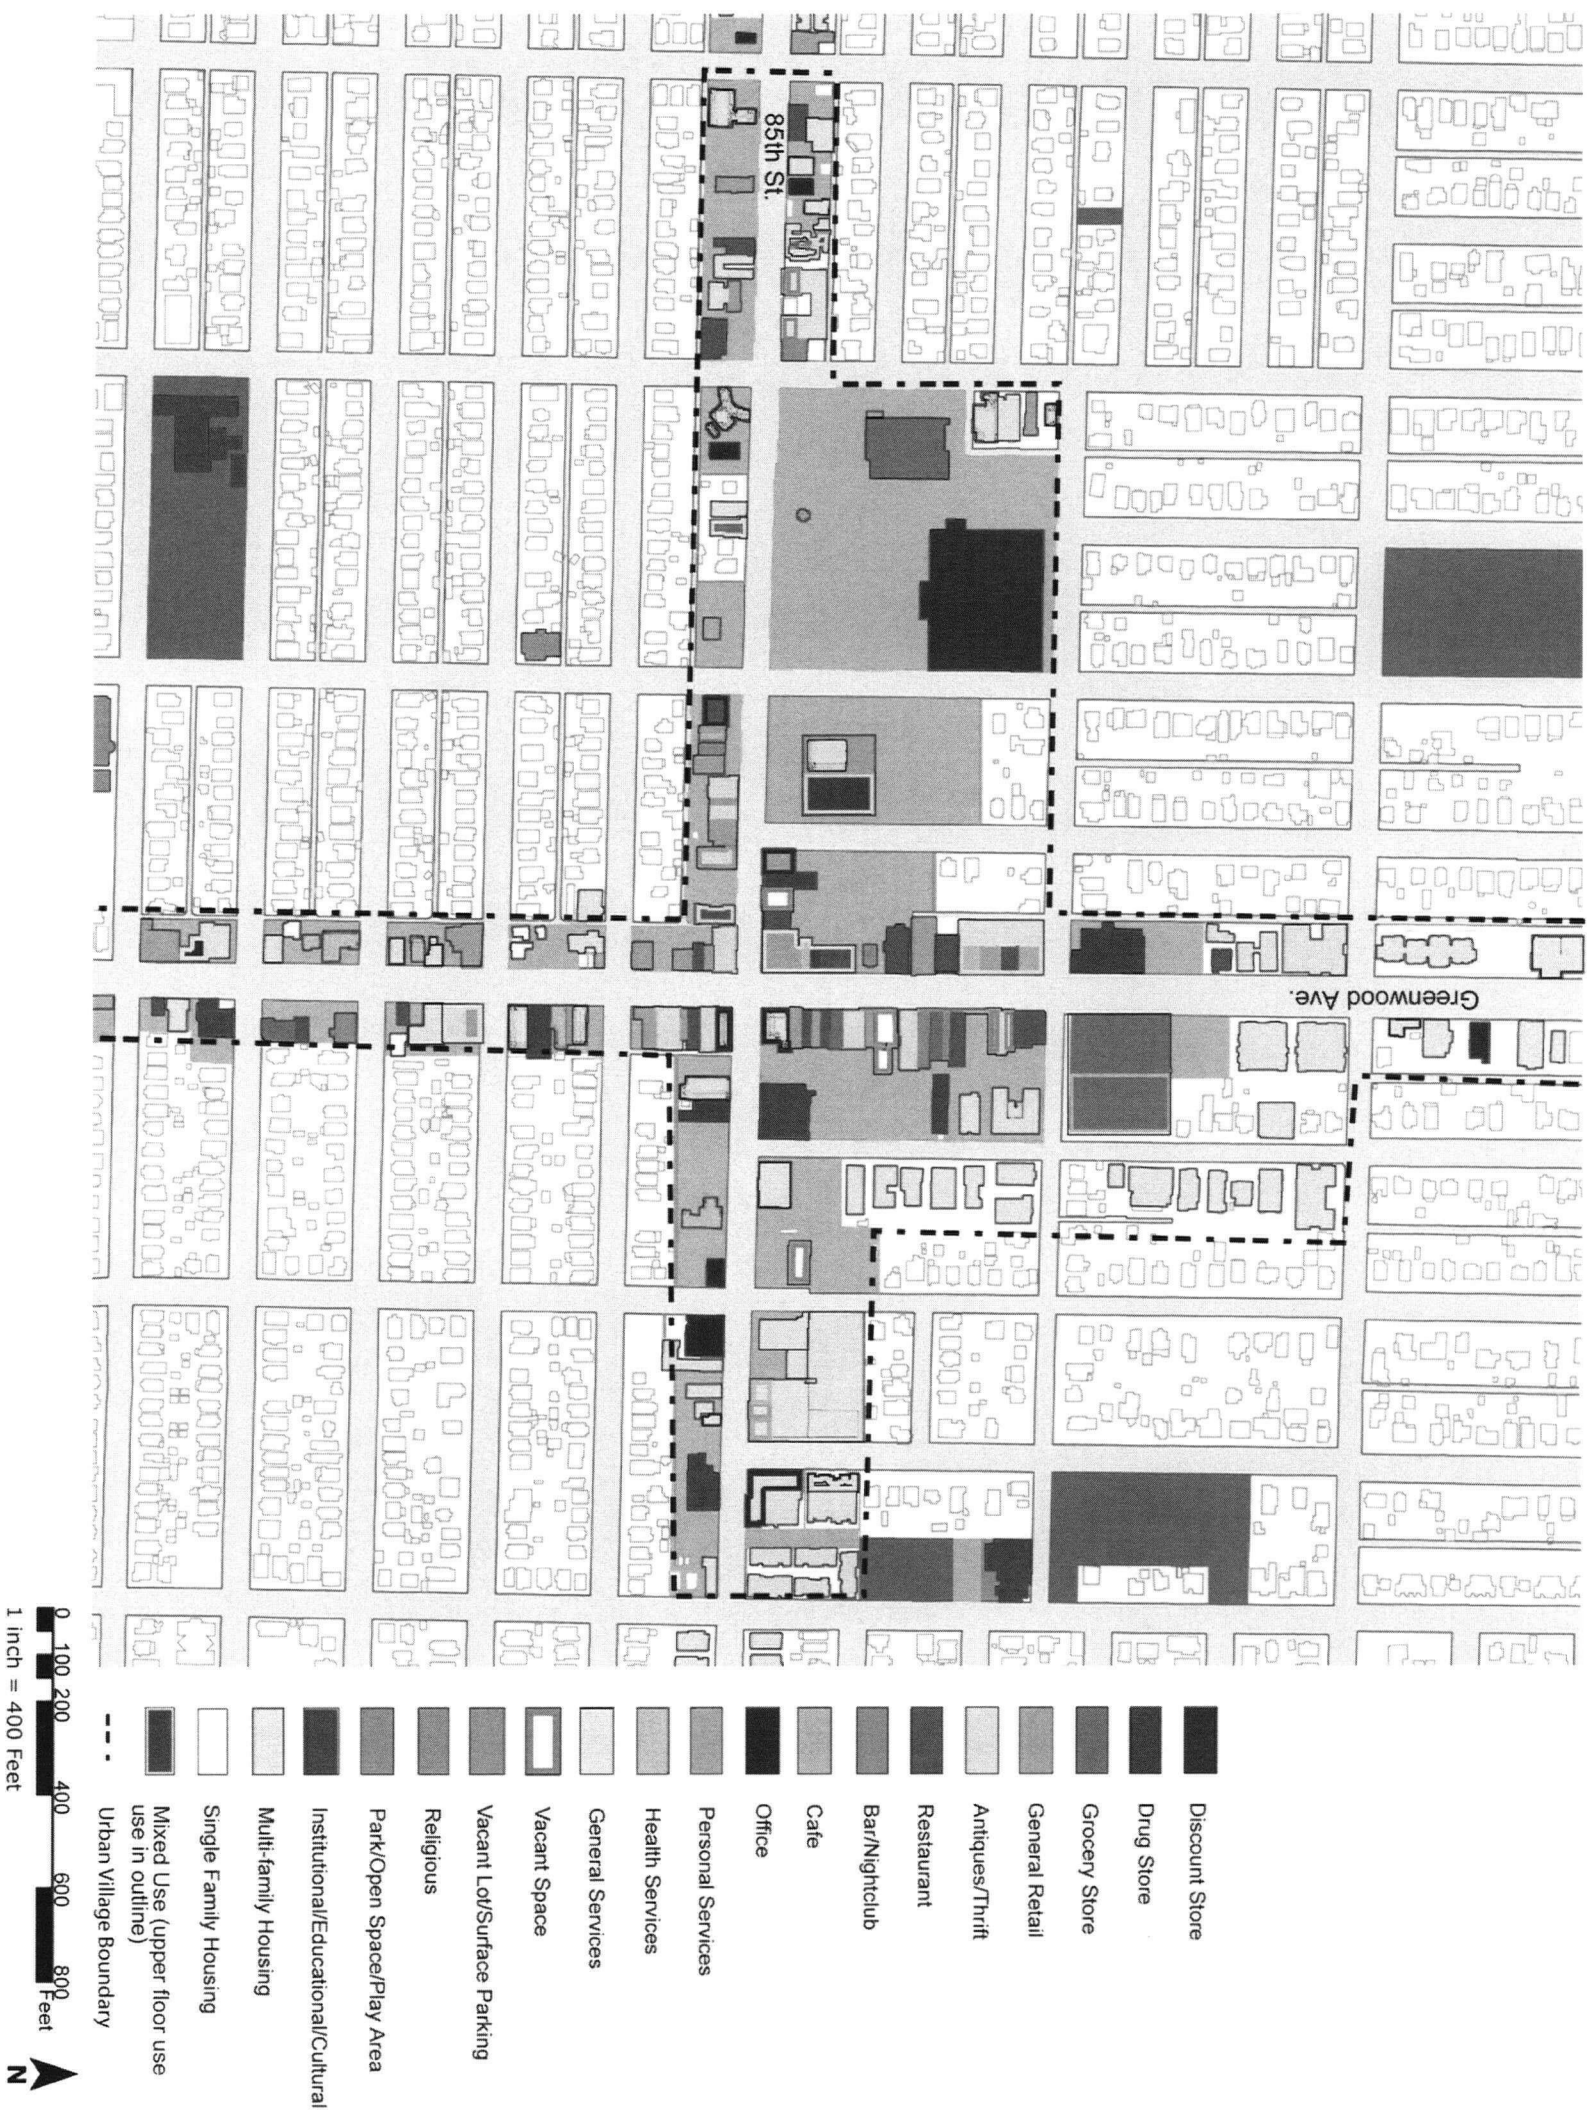 85th St.
Greenwood Ave.
Discount Store
Drug Store
Grocery Store
General Retail
Antiques/Thrift
Restaurant
Bar/Nightclub
Cafe
Office
Personal Services
Health Services
General Services
Vacant Space
Vacant Lot/Surface Parking
Religious
Park/Open Space/Play Area
Institutional/Educational/Cultural
Multi-family Housing
Single Family Housing
Mixed Use (upper floor use
use in outline)
Urban Village Boundary
0 100 200 400 600 800
Feet
1 inch = 400 Feet
N